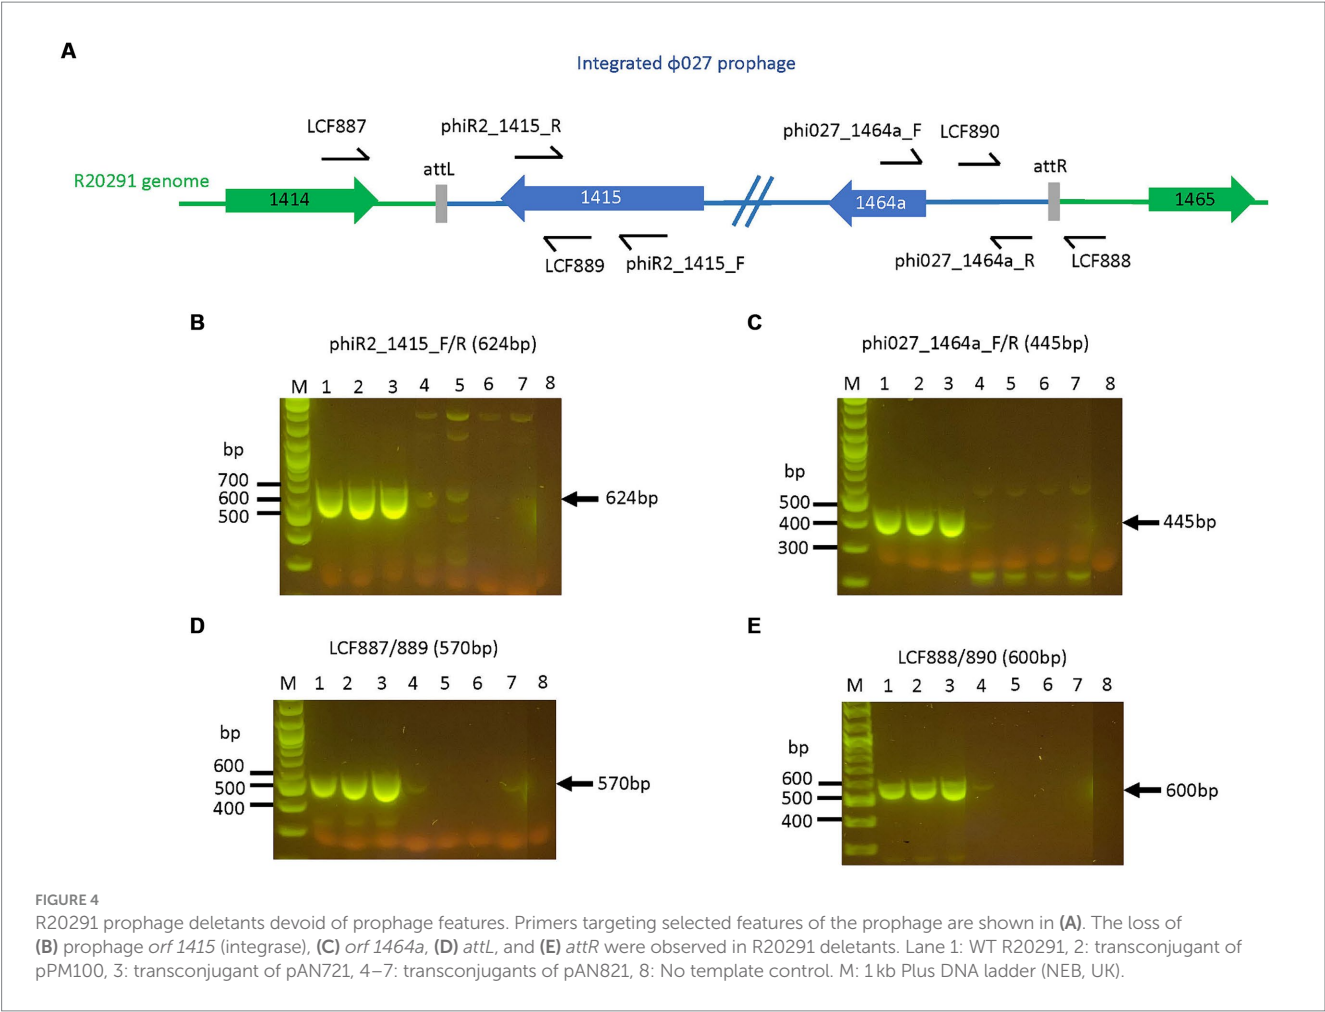 A
Integrated ф027 prophage
LCF887
phiR2_1415_R
phi027_1464a_F
LCF890
attL
attR
R20291 genome
1414
1415
1464a
1465
LCF889
phiR2_1415_F
phi027_1464a_R
LCF888
B
phiR2_1415_F/R (624bp)
M 1 2 3 4 5 6 7 8
bp
700
600
500
624bp
C
phi027_1464a_F/R (445bp)
M 1 2 3 4 5 6 7 8
bp
500
400
300
445bp
D
LCF887/889 (570bp)
M 1 2 3 4 5 6 7 8
bp
600
500
400
570bp
E
LCF888/890 (600bp)
M 1 2 3 4 5 6 7 8
bp
600
500
400
600bp
FIGURE 4
R20291 prophage deletants devoid of prophage features. Primers targeting selected features of the prophage are shown in (A). The loss of
(B) prophage orf 1415 (integrase), (C) orf 1464a, (D) attL, and (E) attR were observed in R20291 deletants. Lane 1: WT R20291, 2: transconjugant of
pPM100, 3: transconjugant of pAN721, 4–7: transconjugants of pAN821, 8: No template control. M: 1 kb Plus DNA ladder (NEB, UK).